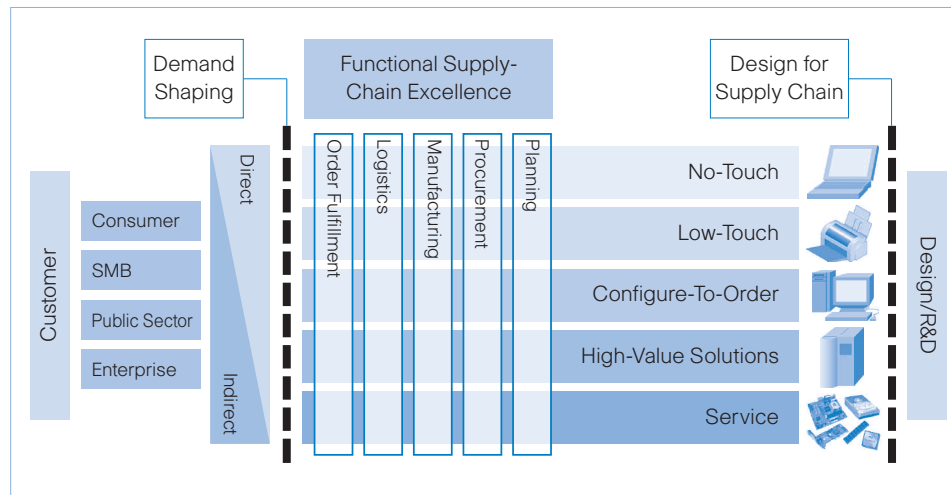 Demand
Shaping
Functional Supply-
Chain Excellence
Design for
Supply Chain
Customer
Consumer
SMB
Public Sector
Enterprise
Direct
Indirect
Order Fulfillment
Logistics
Manufacturing
Procurement
Planning
No-Touch
Low-Touch
Configure-To-Order
High-Value Solutions
Service
Design/R&D